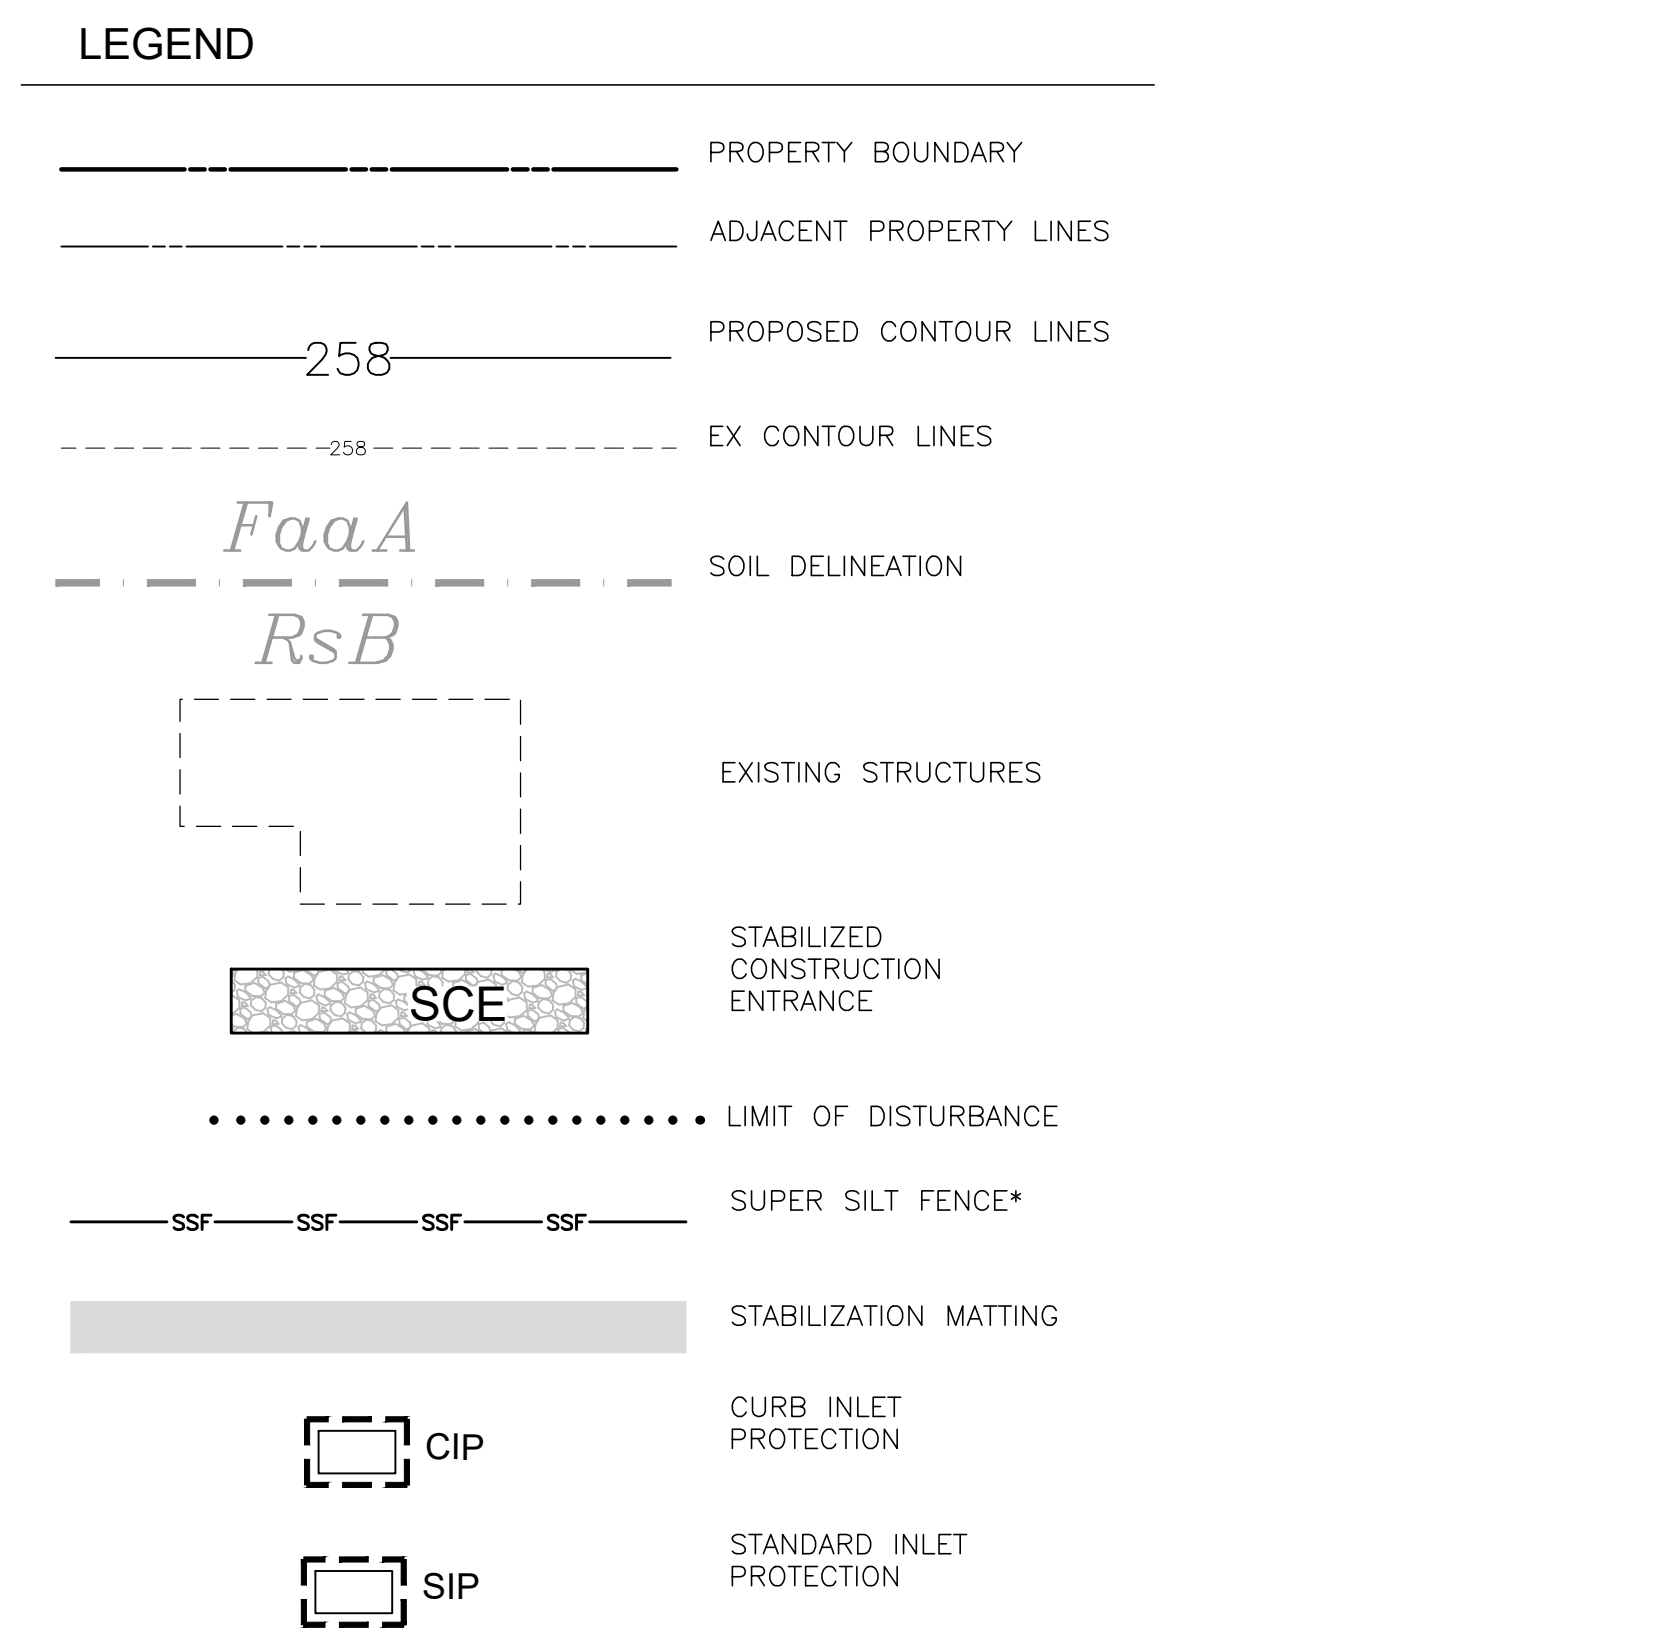 LEGEND
PROPERTY BOUNDARY
ADJACENT PROPERTY LINES
258
PROPOSED CONTOUR LINES
258
EX CONTOUR LINES
FaaA
SOIL DELINEATION
RsB
EXISTING STRUCTURES
SCE
STABILIZED
CONSTRUCTION
ENTRANCE
LIMIT OF DISTURBANCE
SSF SSF SSF SSF
SUPER SILT FENCE*
STABILIZATION MATTING
CIP
CURB INLET
PROTECTION
SIP
STANDARD INLET
PROTECTION